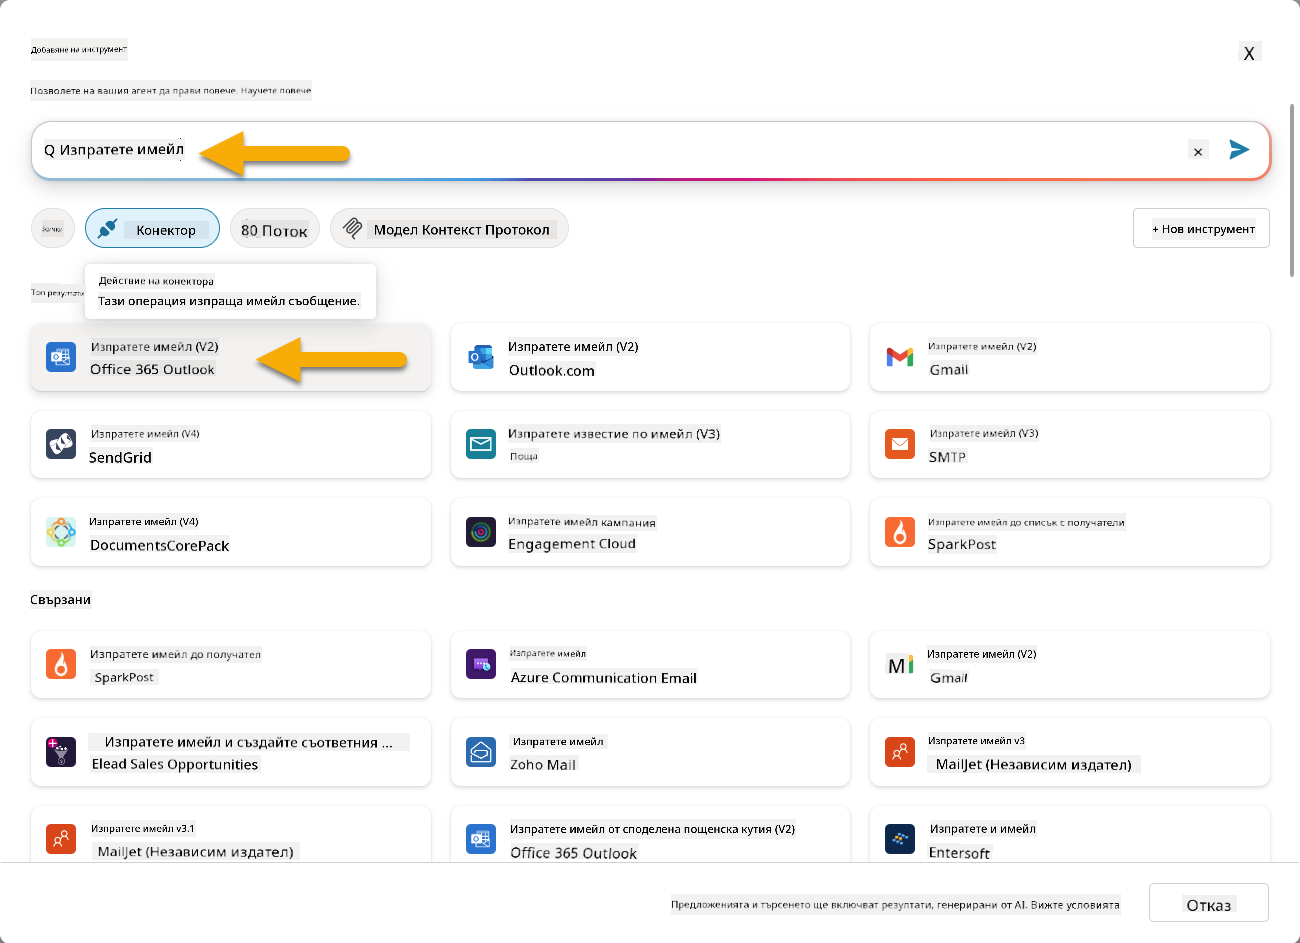 Добавяне на инструмент
X
Позволете на вашия агент да прави повече. Научете повече
Q Изпратете имейл
×
Всички
Конектор
80 Поток
Модел Контекст Протокол
+ Нов инструмент
Действие на конектора
Тази операция изпраща имейл съобщение.
Топ резултати
Изпратете имейл (V2)
Office 365 Outlook
Изпратете имейл (V2)
Outlook.com
Изпратете имейл (V2)
Gmail
Изпратете имейл (V4)
SendGrid
Изпратете известие по имейл (V3)
Поща
Изпратете имейл (V3)
SMTP
Изпратете имейл (V4)
DocumentsCorePack
Изпратете имейл кампания
Engagement Cloud
Изпратете имейл до списък с получатели
SparkPost
Свързани
Изпратете имейл до получател
SparkPost
Изпратете имейл
Azure Communication Email
Изпратете имейл (V2)
Gmail
Изпратете имейл и създайте съответния ...
Elead Sales Opportunities
Изпратете имейл
Zoho Mail
Изпратете имейл v3
MailJet (Независим издател)
Изпратете имейл v3.1
MailJet (Независим издател)
Изпратете имейл от споделена пощенска кутия (V2)
Office 365 Outlook
Изпратете и имейл
Entersoft
Предложенията и търсенето ще включват резултати, генерирани от AI. Вижте условията
Отказ